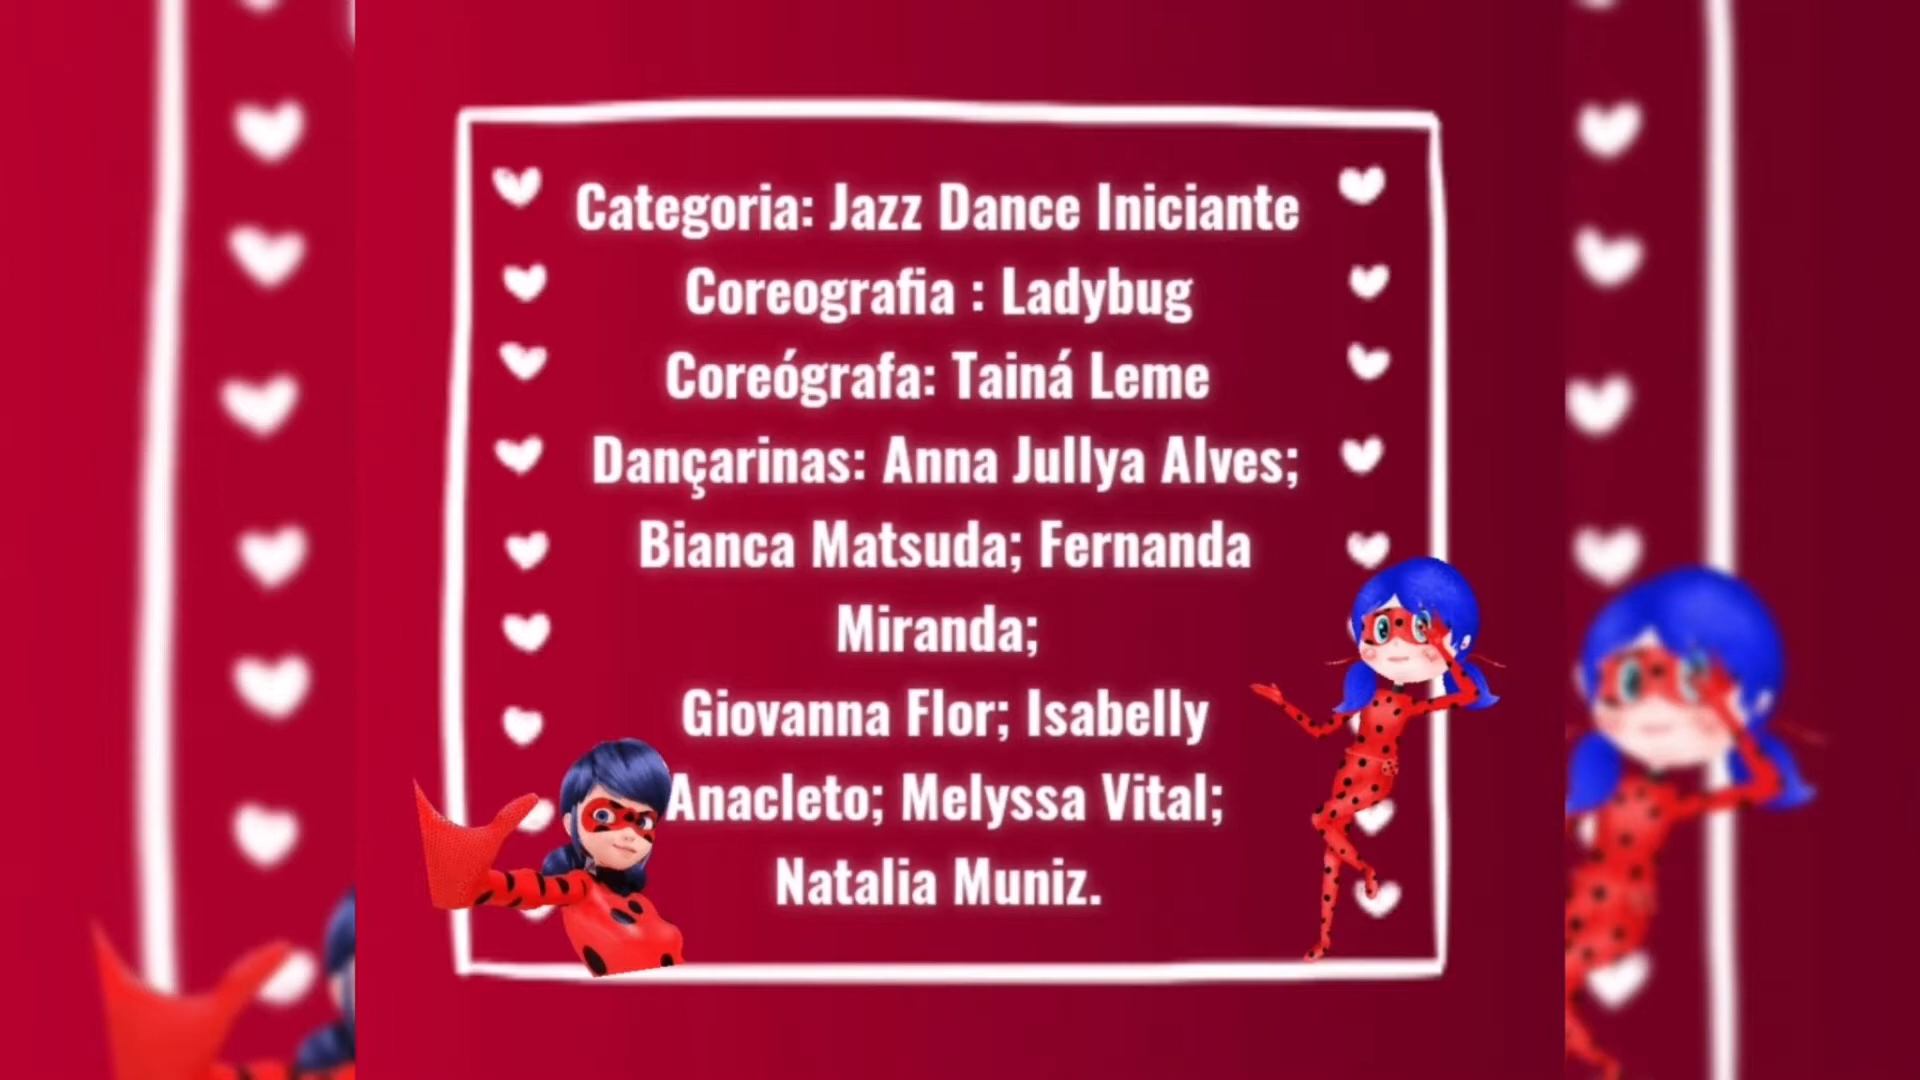 Categoria: Jazz Dance Iniciante
Coreografia : Ladybug
Coreógrafa: Tainá Leme
Dançarinas: Anna Jullya Alves;
Bianca Matsuda; Fernanda
Miranda;
Giovanna Flor; Isabelly
Anacleto; Melyssa Vital;
Natalia Muniz.